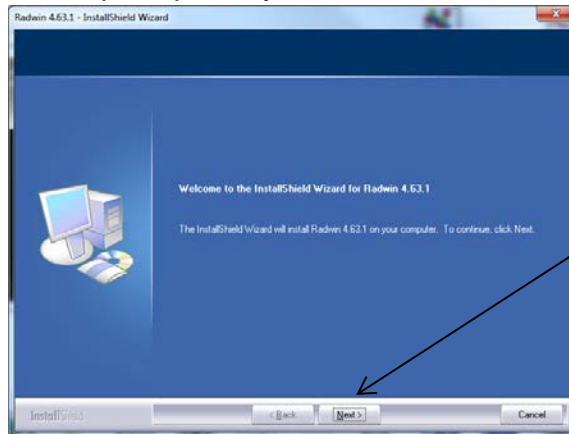 Radwin 4.63.1 - InstallShield Wizard
Welcome to the InstallShield Wizard for Radwin 4.63.1
The InstallShield Wizard will install Radwin 4.63.1 on your computer. To continue, click Next.
InstallShield
< Back Next > Cancel